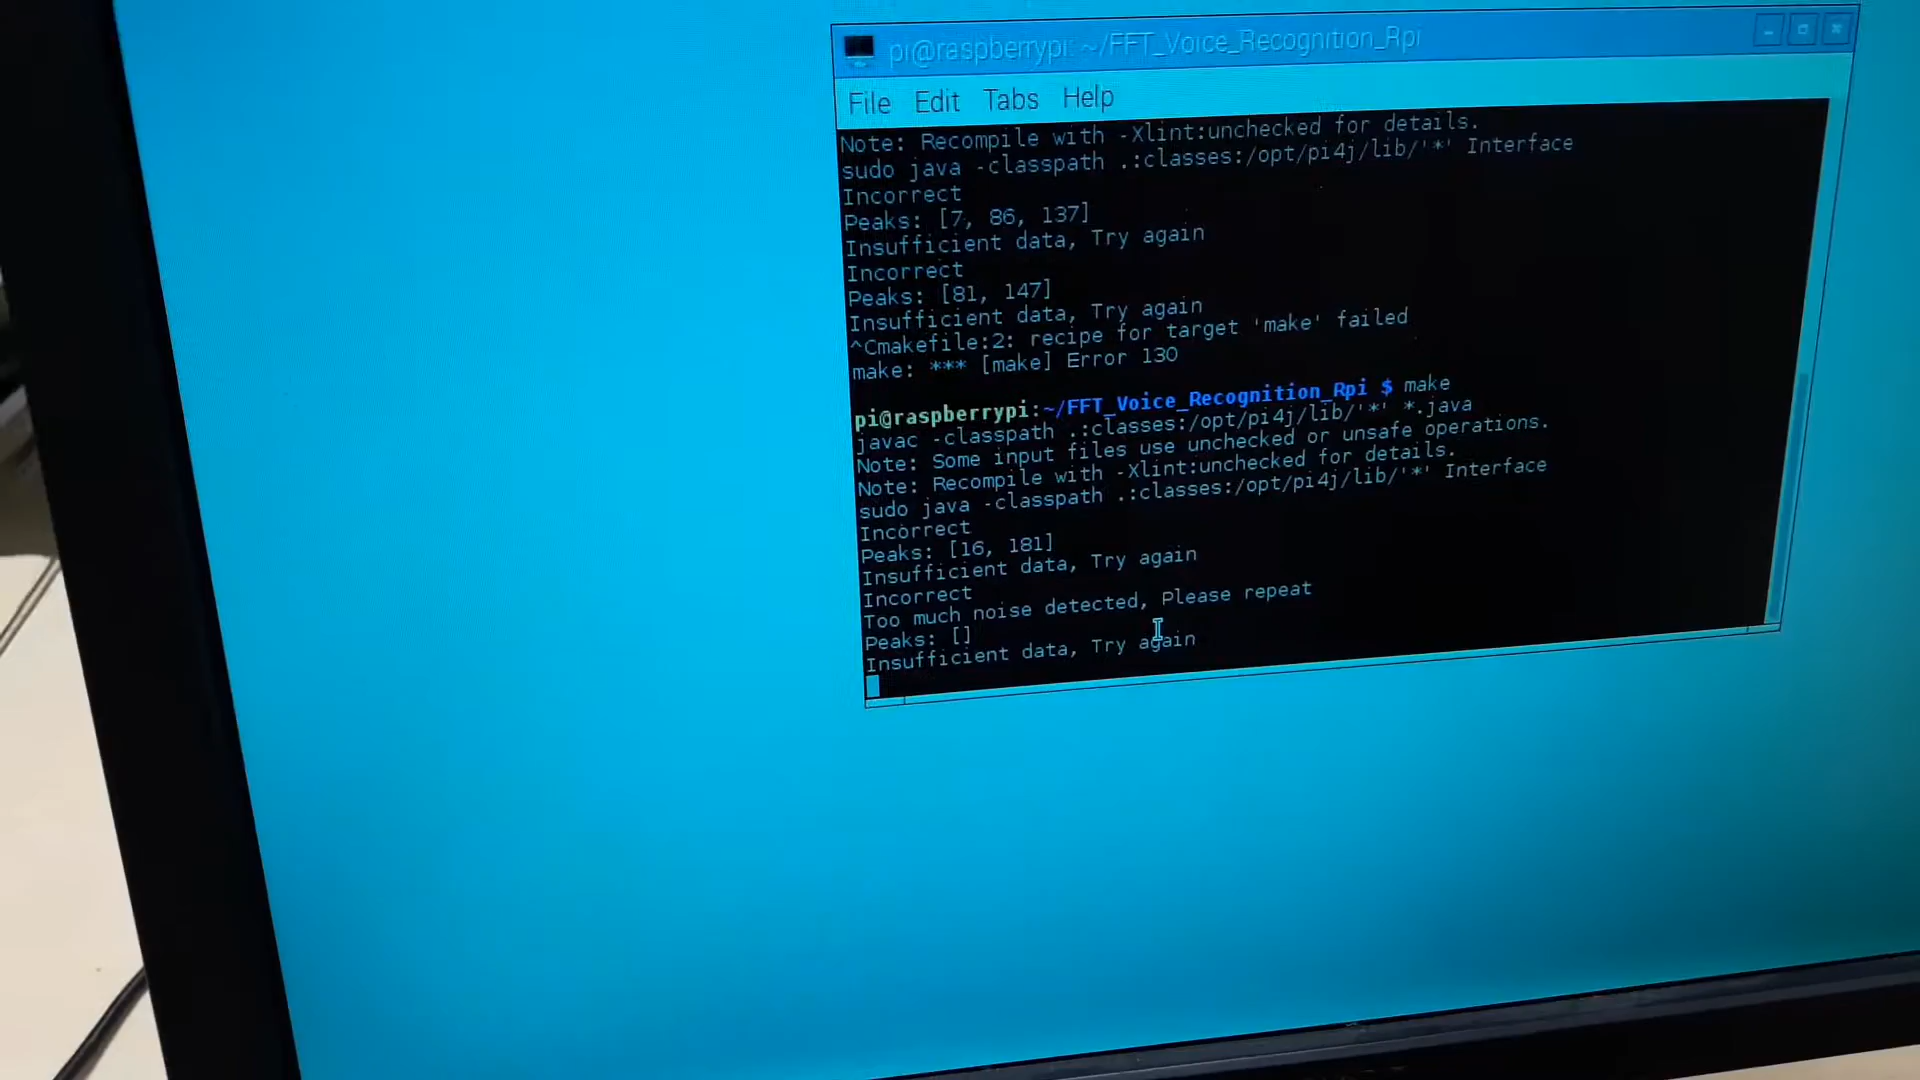 pi@raspberrypi: ~/FFT_Voice_Recognition_Rpi
File Edit Tabs Help
Note: Recompile with -Xlint:unchecked for details.
sudo java -classpath .:classes:/opt/pi4j/lib/'*' Interface
Incorrect
Peaks: [7, 86, 137]
Insufficient data, Try again
Incorrect
Peaks: [81, 147]
Insufficient data, Try again
^Cmakefile:2: recipe for target 'make' failed
make: *** [make] Error 130
pi@raspberrypi:~/FFT_Voice_Recognition_Rpi $ make
javac -classpath .:classes:/opt/pi4j/lib/'*' *.java
Note: Some input files use unchecked or unsafe operations.
Note: Recompile with -Xlint:unchecked for details.
sudo java -classpath .:classes:/opt/pi4j/lib/'*' Interface
Incorrect
Peaks: [16, 181]
Insufficient data, Try again
Incorrect
Too much noise detected, Please repeat
Peaks: []
Insufficient data, Try again